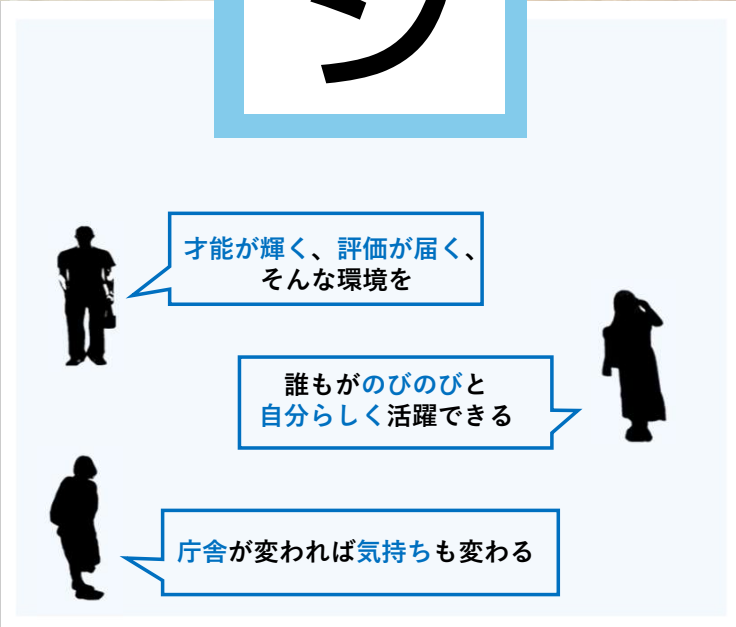 才能が輝く、評価が届く、
そんな環境を
誰もがのびのびと
自分らしく活躍できる
庁舎が変われば気持ちも変わる